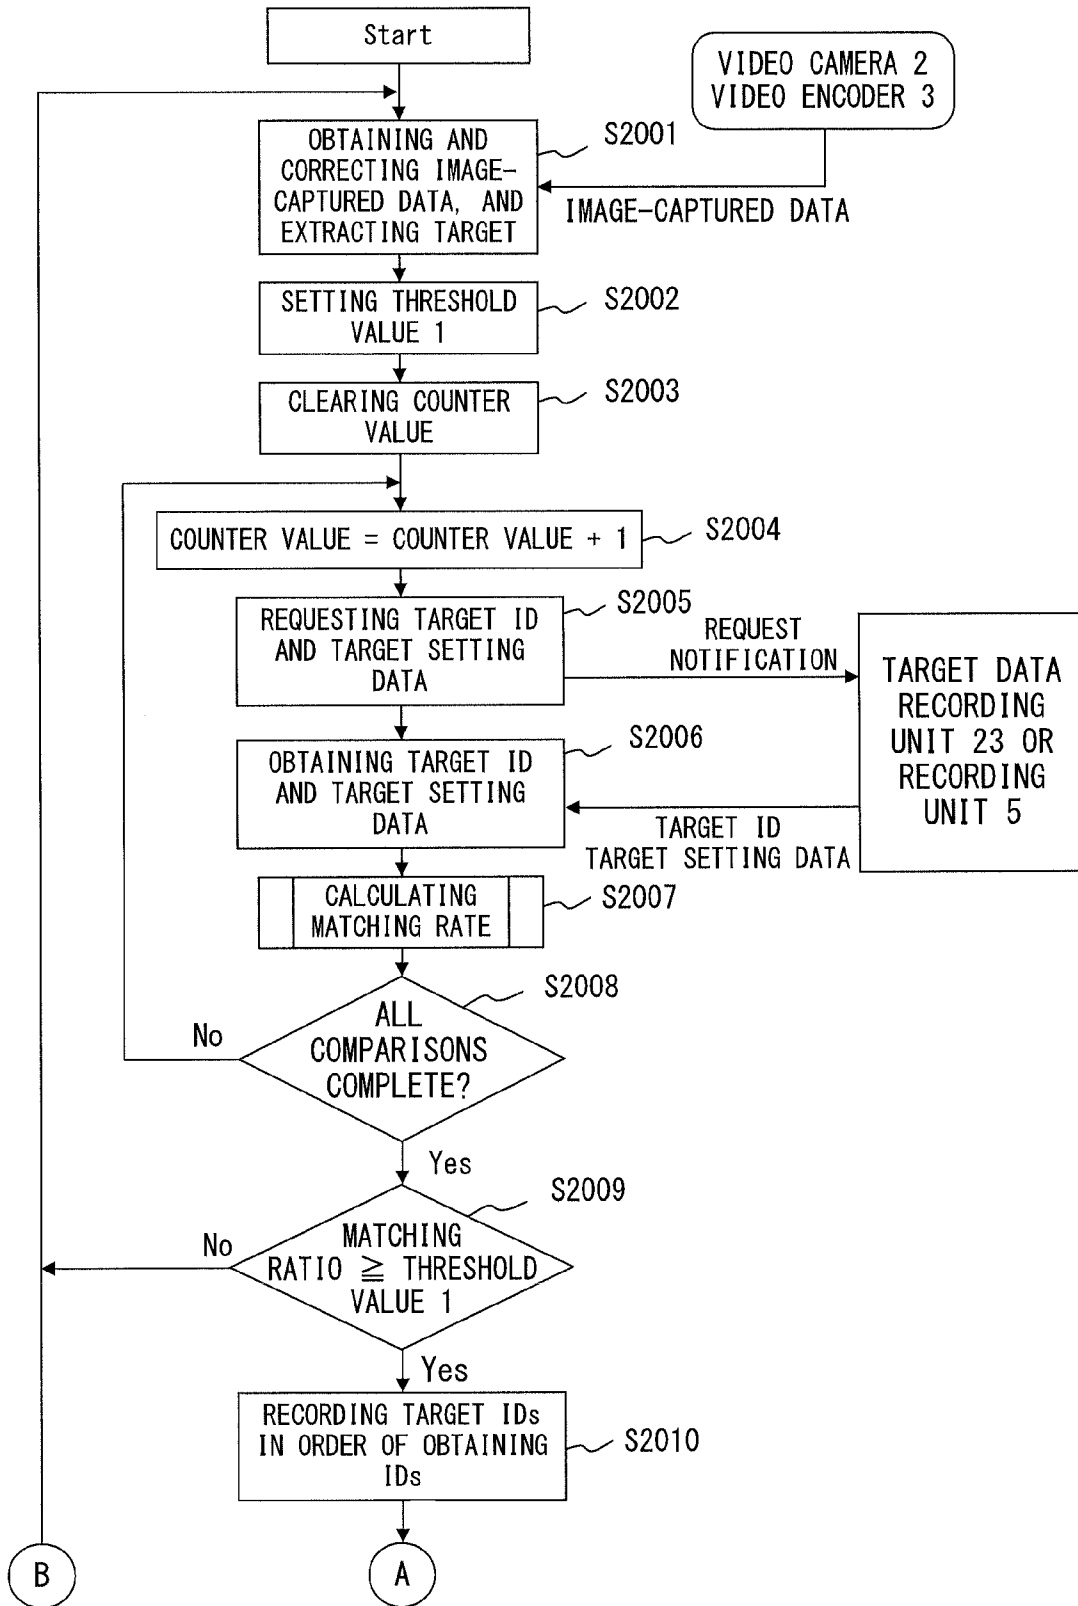 Start
VIDEO CAMERA 2
VIDEO ENCODER 3
OBTAINING AND
CORRECTING IMAGE-
CAPTURED DATA, AND
EXTRACTING TARGET
S2001
IMAGE-CAPTURED DATA
SETTING THRESHOLD
VALUE 1
S2002
CLEARING COUNTER
VALUE
S2003
COUNTER VALUE = COUNTER VALUE + 1
S2004
REQUESTING TARGET ID
AND TARGET SETTING
DATA
S2005
REQUEST
NOTIFICATION
TARGET DATA
RECORDING
UNIT 23 OR
RECORDING
UNIT 5
OBTAINING TARGET ID
AND TARGET SETTING
DATA
S2006
TARGET ID
TARGET SETTING DATA
CALCULATING
MATCHING RATE
S2007
ALL
COMPARISONS
COMPLETE?
S2008
No
Yes
MATCHING
RATIO ≧ THRESHOLD
VALUE 1
S2009
No
Yes
RECORDING TARGET IDs
IN ORDER OF OBTAINING
IDs
S2010
B
A